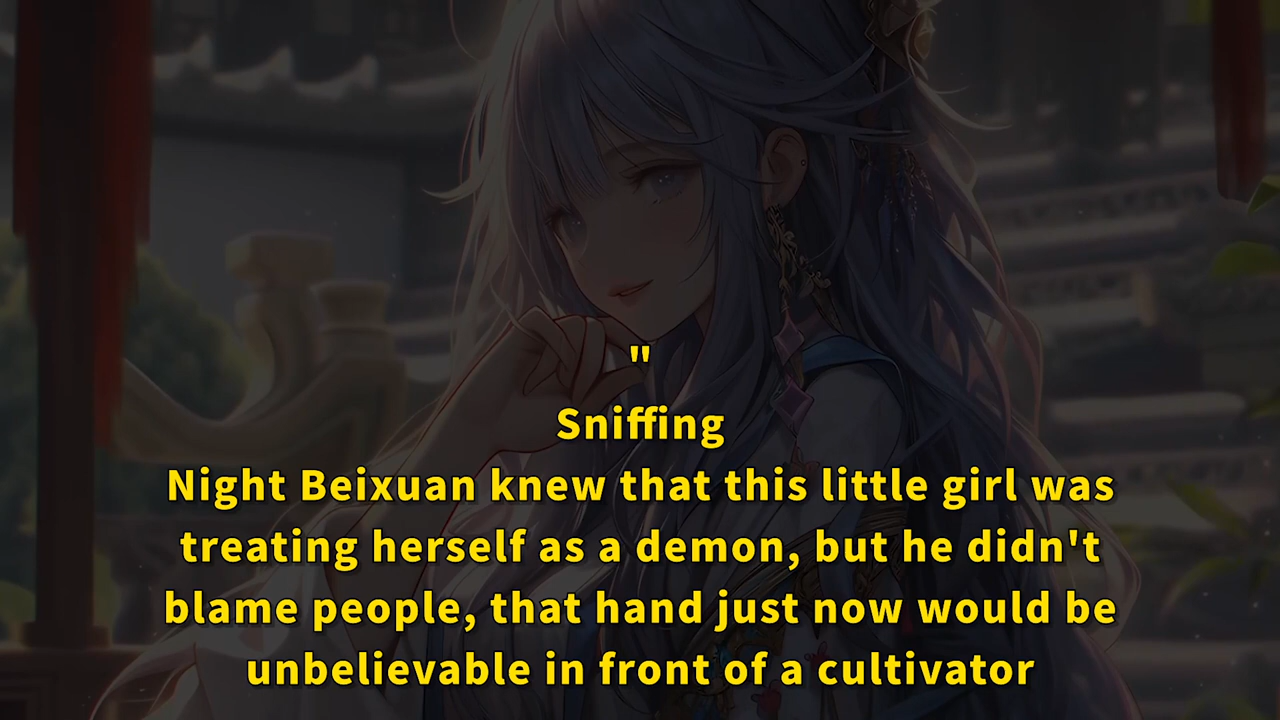 "
Sniffing
Night Beixuan knew that this little girl was
treating herself as a demon, but he didn't
blame people, that hand just now would be
unbelievable in front of a cultivator